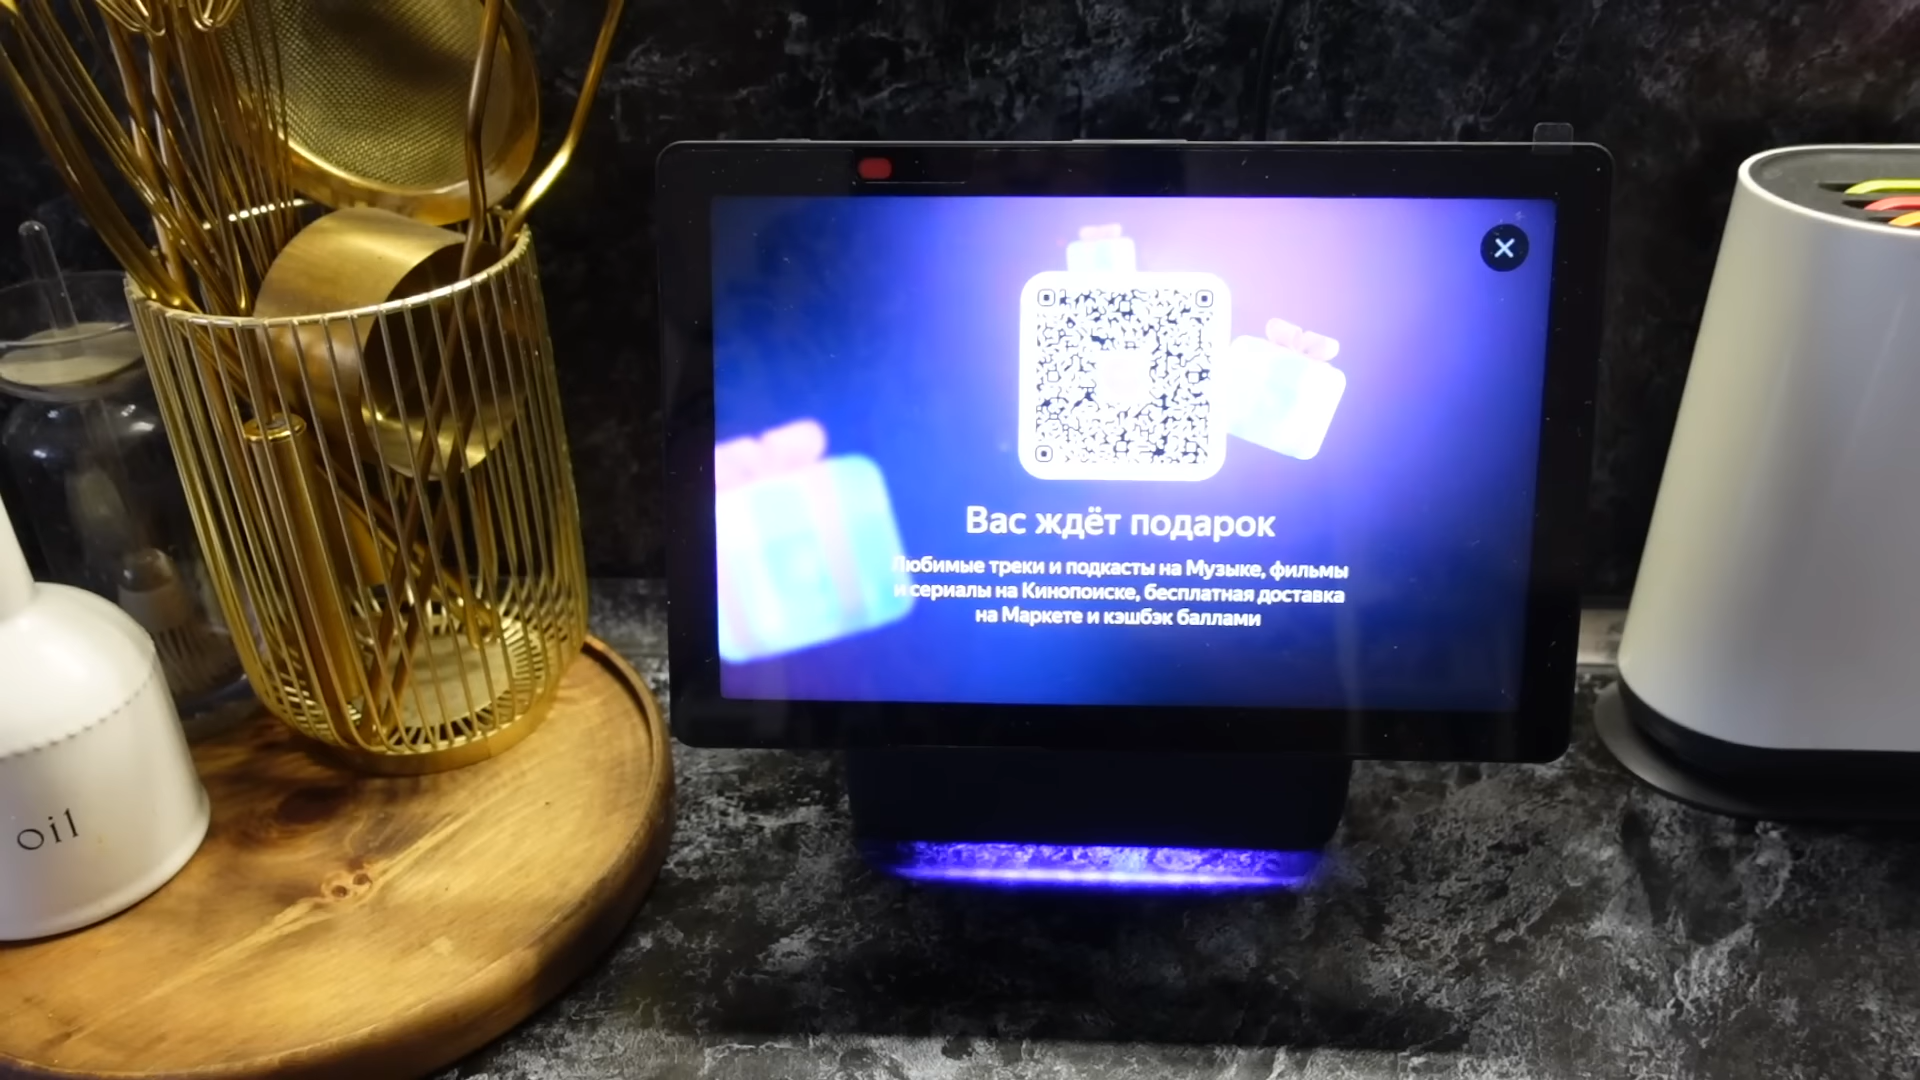 Вас ждёт подарок
Любимые треки и подкасты на Музыке, фильмы
и сериалы на Кинопоиске, бесплатная доставка
на Маркете и кэшбэк баллами
oil